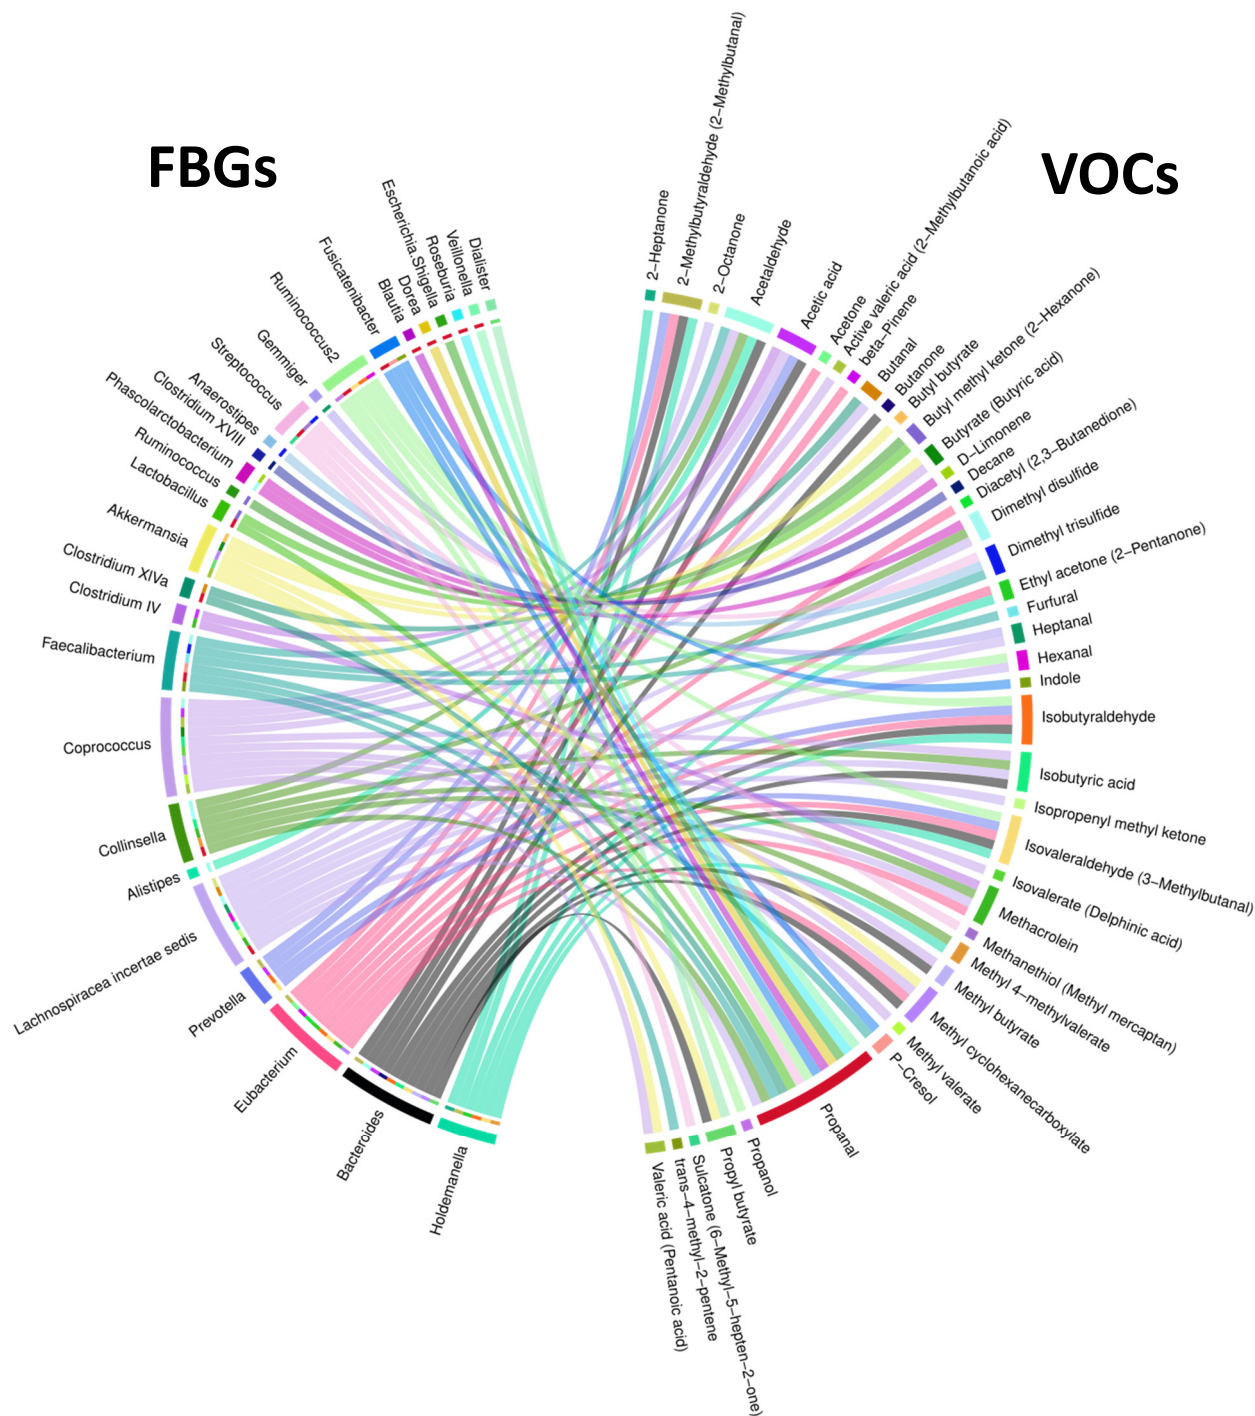 FBGs
VOCs
Dialister
Veillonella
Roseburia
Escherichia.Shigella
Dorea
Blautia
Fusicatenibacter
Ruminococcus2
Gemmiger
Streptococcus
Anaerostipes
Clostridium XVIII
Phascolarctobacterium
Ruminococcus
Lactobacillus
Akkermansia
Clostridium XIVa
Clostridium IV
Faecalibacterium
Coprococcus
Collinsella
Alistipes
Lachnospiracea incertae sedis
Prevotella
Eubacterium
Bacteroides
Holdemanella
2−Heptanone
2−Methylbutyraldehyde (2−Methylbutanal)
2−Octanone
Acetaldehyde
Acetic acid
Acetone
Active valeric acid (2−Methylbutanoic acid)
beta−Pinene
Butanal
Butanone
Butyl butyrate
Butyl methyl ketone (2−Hexanone)
Butyrate (Butyric acid)
D−Limonene
Decane
Diacetyl (2,3−Butanedione)
Dimethyl disulfide
Dimethyl trisulfide
Ethyl acetone (2−Pentanone)
Furfural
Heptanal
Hexanal
Indole
Isobutyraldehyde
Isobutyric acid
Isopropenyl methyl ketone
Isovaleraldehyde (3−Methylbutanal)
Isovalerate (Delphinic acid)
Methacrolein
Methanethiol (Methyl mercaptan)
Methyl 4−methylvalerate
Methyl butyrate
Methyl cyclohexanecarboxylate
Methyl valerate
P−Cresol
Propanal
Propanol
Propyl butyrate
Sulcatone (6−Methyl−5−hepten−2−one)
trans−4−methyl−2−pentene
Valeric acid (Pentanoic acid)